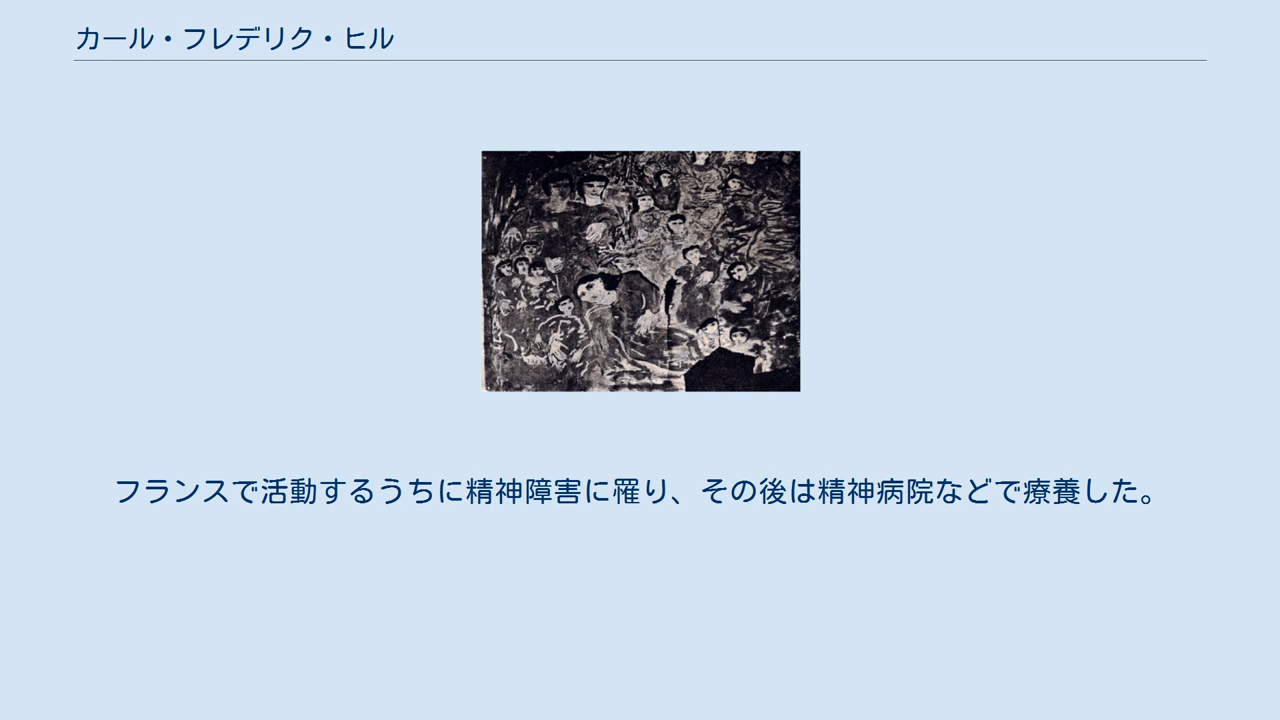 カール・フレデリク・ヒル
フランスで活動するうちに精神障害に罹り、その後は精神病院などで療養した。